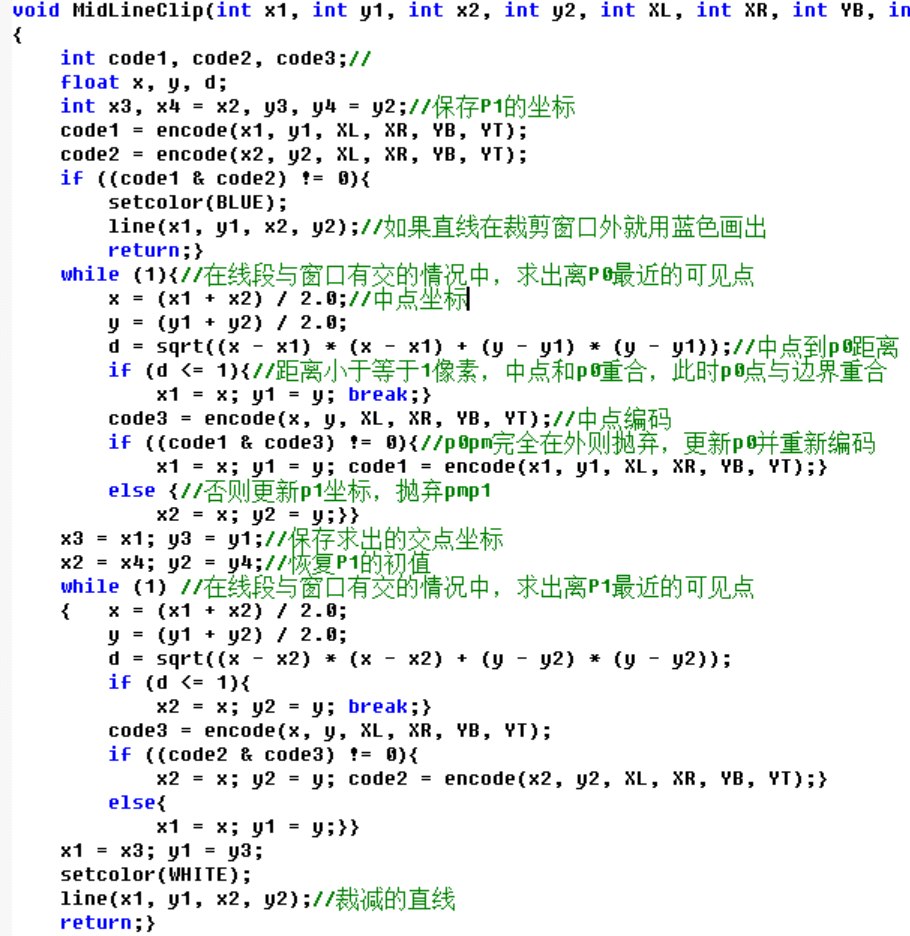 void MidLineClip(int x1, int y1, int x2, int y2, int XL, int XR, int YB, in
{
    int code1, code2, code3;//
    float x, y, d;
    int x3, x4 = x2, y3, y4 = y2;//保存P1的坐标
    code1 = encode(x1, y1, XL, XR, YB, YT);
    code2 = encode(x2, y2, XL, XR, YB, YT);
    if ((code1 & code2) != 0){
        setcolor(BLUE);
        line(x1, y1, x2, y2);//如果直线在裁剪窗口外就用蓝色画出
        return;}
    while (1){//在线段与窗口有交的情况中，求出离P0最近的可见点
        x = (x1 + x2) / 2.0;//中点坐标
        y = (y1 + y2) / 2.0;
        d = sqrt((x - x1) * (x - x1) + (y - y1) * (y - y1));//中点到p0距离
        if (d <= 1){//距离小于等于1像素，中点和p0重合，此时p0点与边界重合
            x1 = x; y1 = y; break;}
        code3 = encode(x, y, XL, XR, YB, YT);//中点编码
        if ((code1 & code3) != 0){//p0pm完全在外则抛弃，更新p0并重新编码
            x1 = x; y1 = y; code1 = encode(x1, y1, XL, XR, YB, YT);}
        else {//否则更新p1坐标，抛弃pmp1
            x2 = x; y2 = y;}}
    x3 = x1; y3 = y1;//保存求出的交点坐标
    x2 = x4; y2 = y4;//恢复P1的初值
    while (1) //在线段与窗口有交的情况中，求出离P1最近的可见点
    {   x = (x1 + x2) / 2.0;
        y = (y1 + y2) / 2.0;
        d = sqrt((x - x2) * (x - x2) + (y - y2) * (y - y2));
        if (d <= 1){
            x2 = x; y2 = y; break;}
        code3 = encode(x, y, XL, XR, YB, YT);
        if ((code2 & code3) != 0){
            x2 = x; y2 = y; code2 = encode(x2, y2, XL, XR, YB, YT);}
        else{
            x1 = x; y1 = y;}}
    x1 = x3; y1 = y3;
    setcolor(WHITE);
    line(x1, y1, x2, y2);//裁减的直线
    return;}